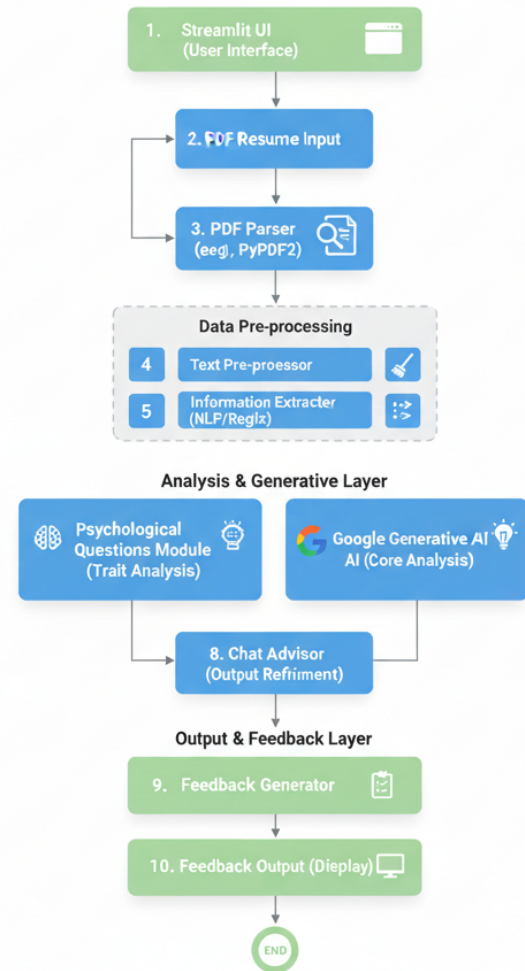 1. Streamlit UI
(User Interface)
2. PDF Resume Input
3. PDF Parser
(eeg), PyPDF2)
Data Pre-processing
4 Text Pre-proessor
5 Information Extracter
(NLP/Reglx)
Analysis & Generative Layer
Psychological
Questions Module
(Trait Analysis)
Google Generative AI
AI (Core Analysis)
8. Chat Advisor
(Output Refriment)
Output & Feedback Layer
9. Feedback Generator
10. Feedback Output (Dieplay)
END